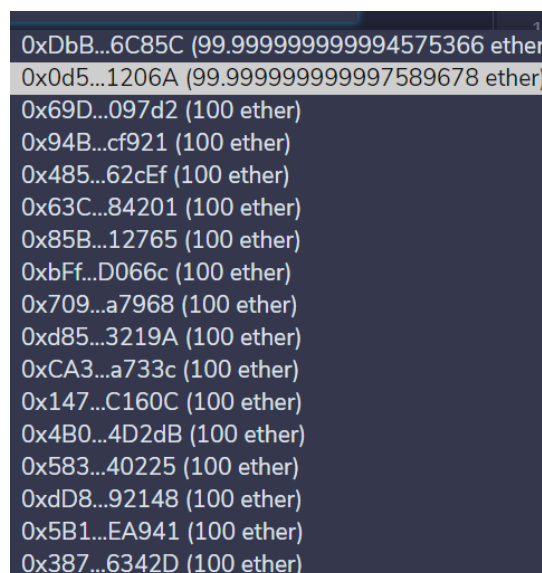 0xDbB...6C85C (99.999999999994575366 ether
0x0d5...1206A (99.999999999997589678 ether)
0x69D...097d2 (100 ether)
0x94B...cf921 (100 ether)
0x485...62cEf (100 ether)
0x63C...84201 (100 ether)
0x85B...12765 (100 ether)
0xbFf...D066c (100 ether)
0x709...a7968 (100 ether)
0xd85...3219A (100 ether)
0xCA3...a733c (100 ether)
0x147...C160C (100 ether)
0x4B0...4D2dB (100 ether)
0x583...40225 (100 ether)
0xdD8...92148 (100 ether)
0x5B1...EA941 (100 ether)
0x387...6342D (100 ether)